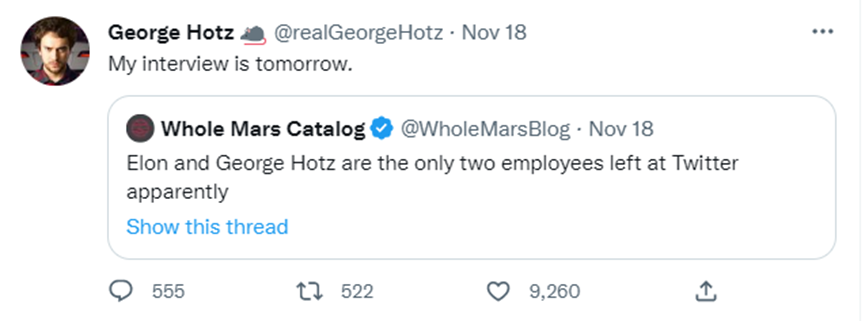 George Hotz @realGeorgeHotz · Nov 18
My interview is tomorrow.
Whole Mars Catalog @WholeMarsBlog · Nov 18
Elon and George Hotz are the only two employees left at Twitter
apparently
Show this thread
555 522 9,260